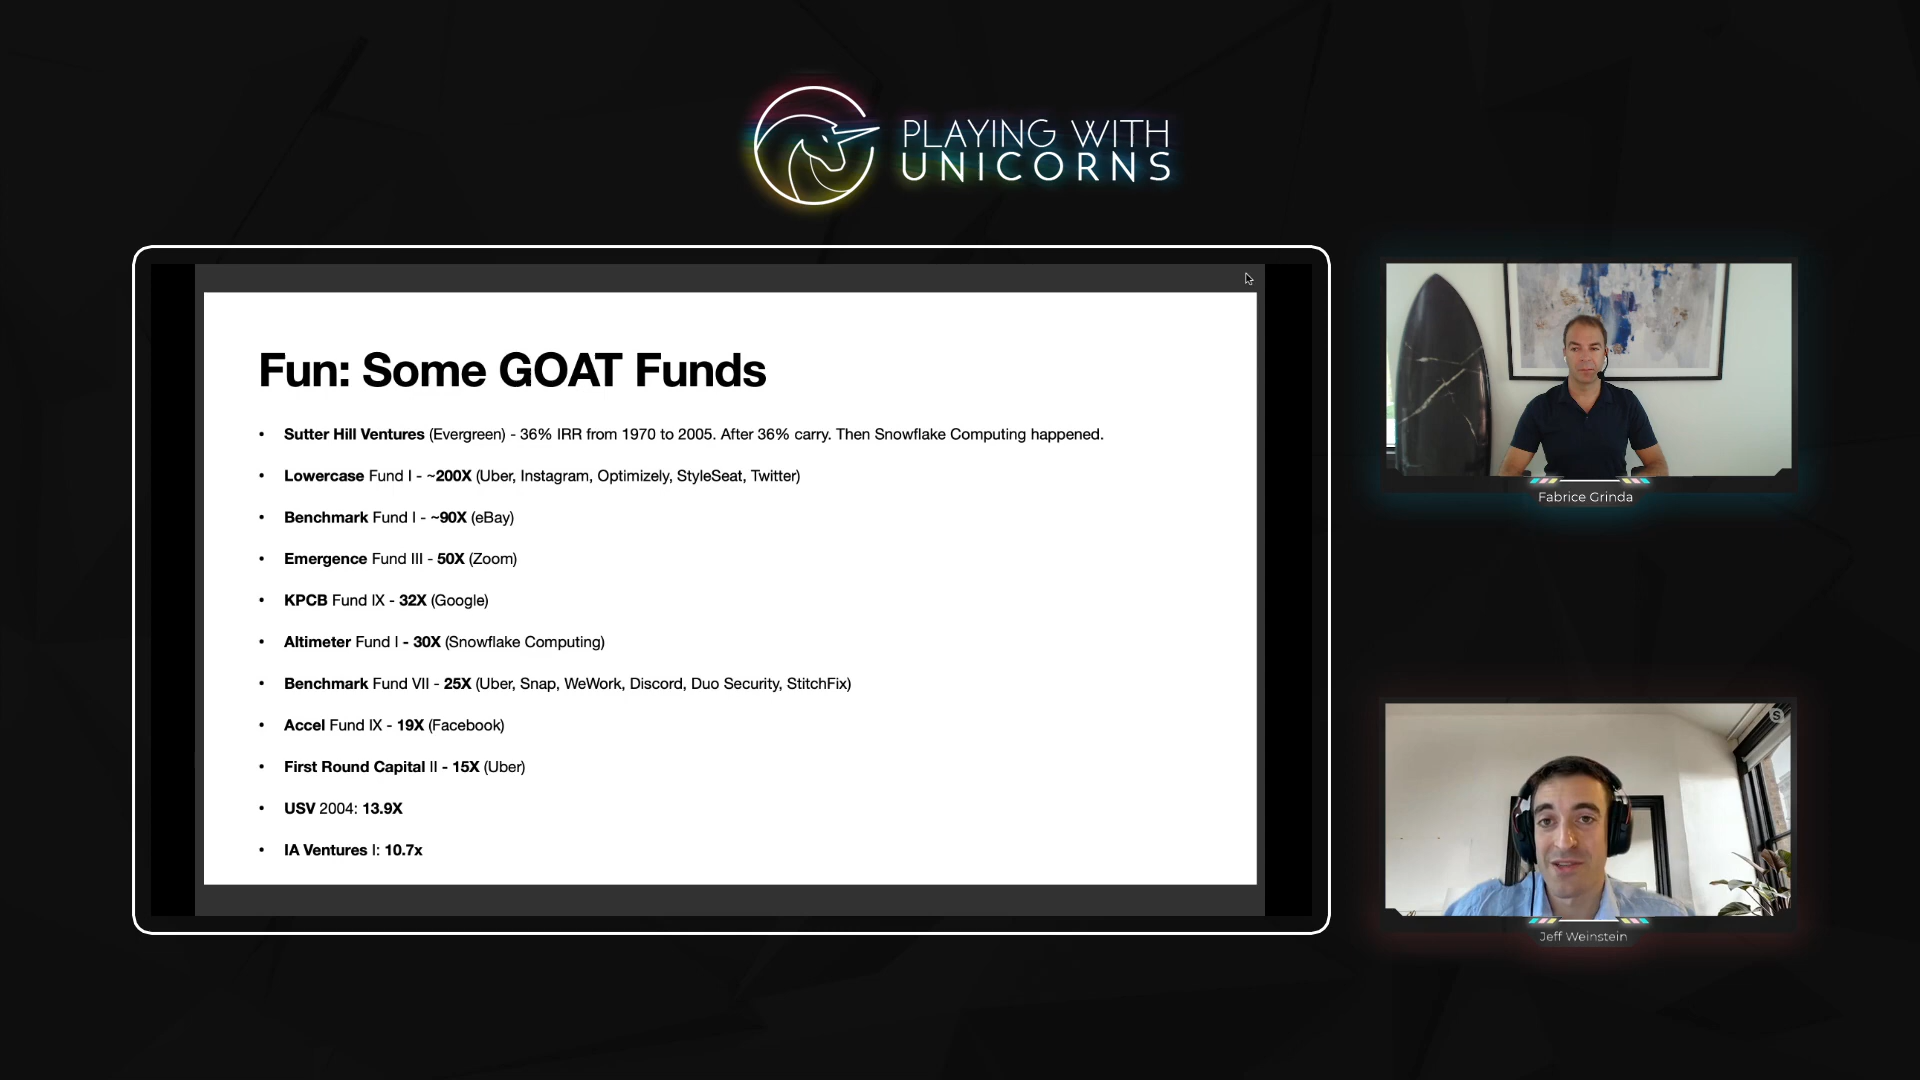 PLAYING WITH
UNICORNS
Fun: Some GOAT Funds
• Sutter Hill Ventures (Evergreen) - 36% IRR from 1970 to 2005. After 36% carry. Then Snowflake Computing happened.
• Lowercase Fund I - ~200X (Uber, Instagram, Optimizely, StyleSeat, Twitter)
• Benchmark Fund I - ~90X (eBay)
• Emergence Fund III - 50X (Zoom)
• KPCB Fund IX - 32X (Google)
• Altimeter Fund I - 30X (Snowflake Computing)
• Benchmark Fund VII - 25X (Uber, Snap, WeWork, Discord, Duo Security, StitchFix)
• Accel Fund IX - 19X (Facebook)
• First Round Capital II - 15X (Uber)
• USV 2004: 13.9X
• IA Ventures I: 10.7x
Fabrice Grinda
S
Jeff Weinstein